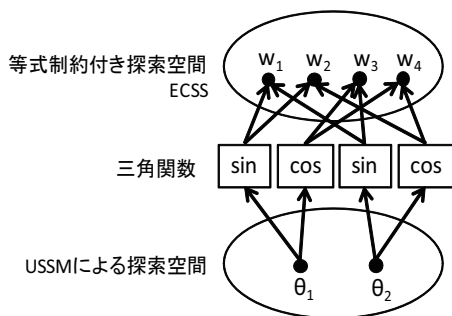 w1 w2 w3 w4
等式制約付き探索空間
ECSS
三角関数
sin cos sin cos
USSMによる探索空間
θ1 θ2